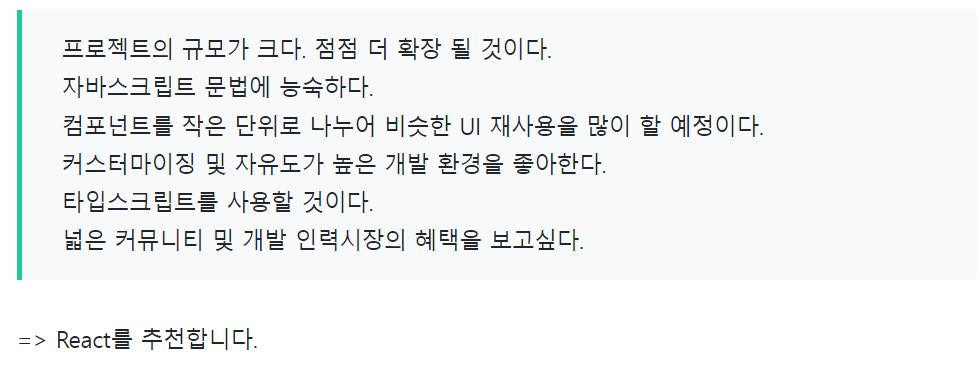 프로젝트의 규모가 크다. 점점 더 확장 될 것이다.
자바스크립트 문법에 능숙하다.
컴포넌트를 작은 단위로 나누어 비슷한 UI 재사용을 많이 할 예정이다.
커스터마이징 및 자유도가 높은 개발 환경을 좋아한다.
타입스크립트를 사용할 것이다.
넓은 커뮤니티 및 개발 인력시장의 혜택을 보고싶다.
=> React를 추천합니다.